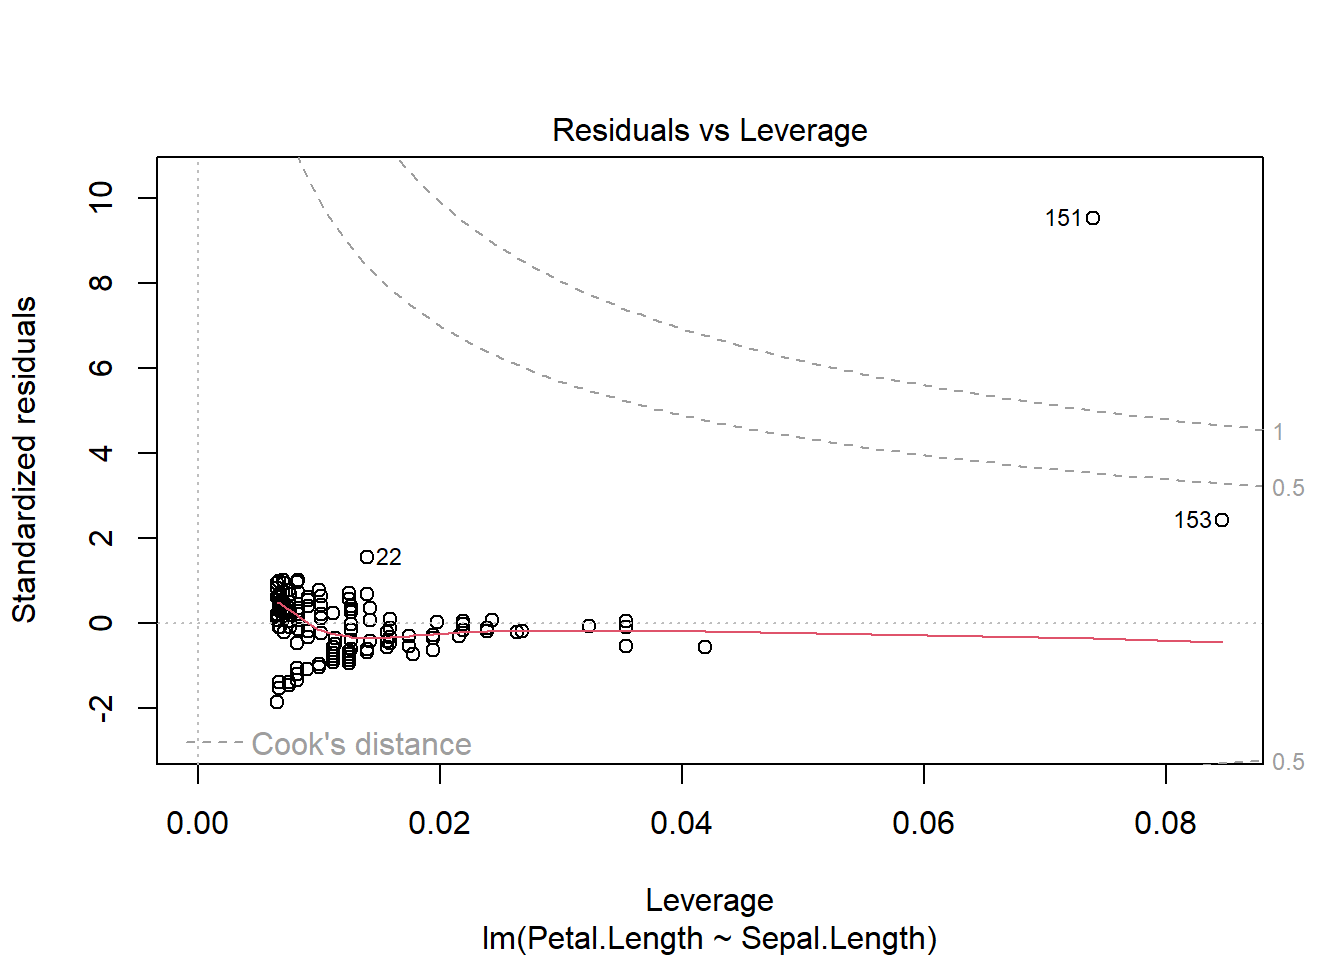 Residuals vs Leverage
Standardized residuals
10
8
6
4
2
0
-2
151
153
22
1
0.5
0.5
Cook's distance
0.00 0.02 0.04 0.06 0.08
Leverage
lm(Petal.Length ~ Sepal.Length)